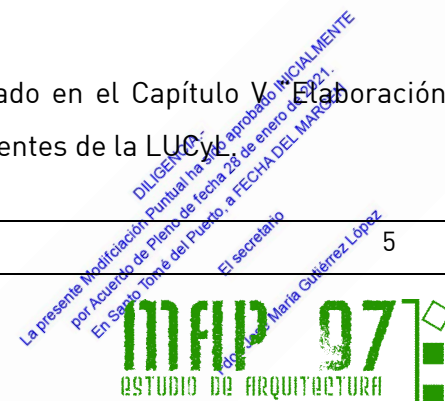 ado en el Capítulo V “Elaboración
entes de la LUCyL.
DILIGENCIA.-
La presente Modifciación Puntual ha sido aprobado INICIALMENTE
por Acuerdo de Pleno de fecha 28 de enero de 2021.
En Santo Tomé del Puerto, a FECHA DEL MARGEN
El secretario
Fdo. José María Gutiérrez López
5
MAP 97
ESTUDIO DE ARQUITECTURA